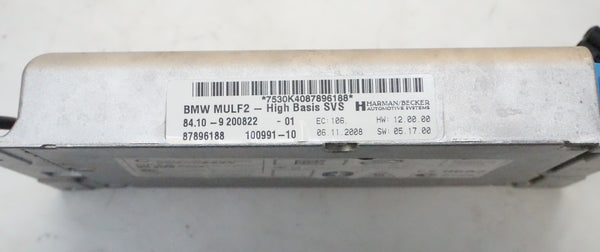 *7530K4087896188*
BMW MULF2 - High Basis SVS HARMAN/BECKER
AUTOMOTIVE SYSTEMS
84.10 - 9 200822 - 01 EC: 106. HW: 12.00.00
87896188 100991-10 06.11.2008 SW: 05.17.00